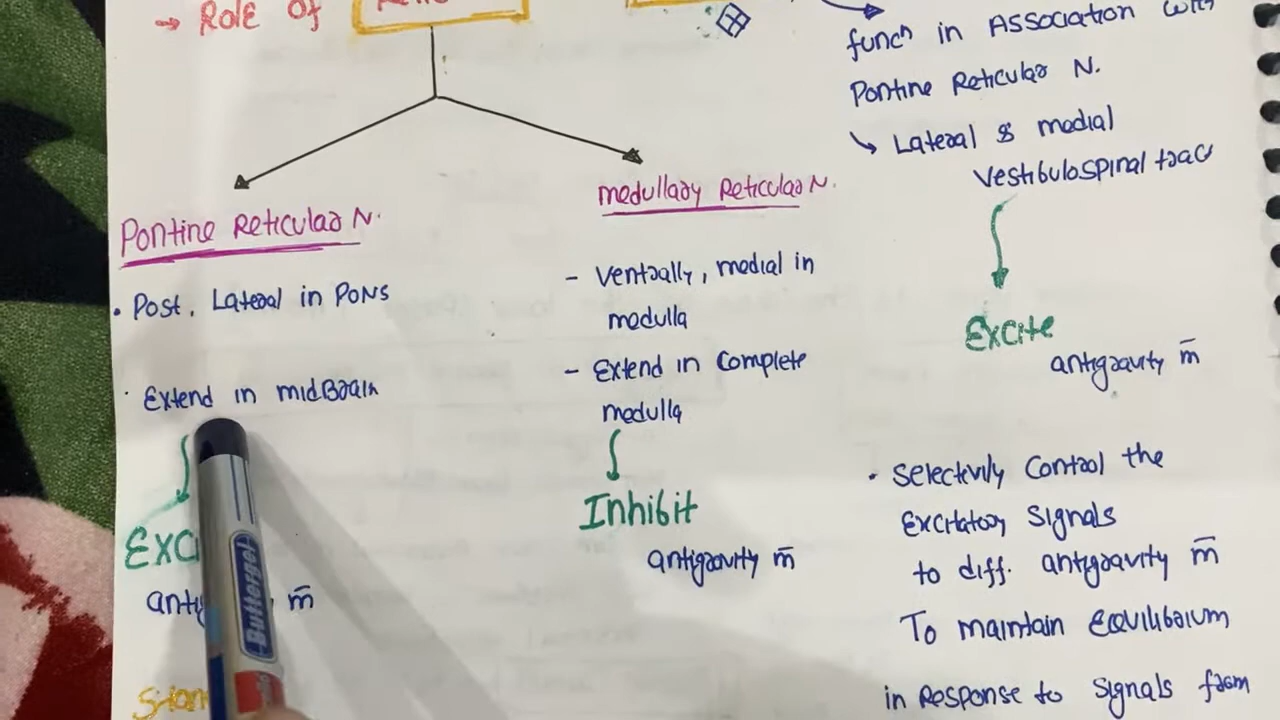 → Role of
Pontine Reticular N.
• Post, Lateral in Pons
• Extend in midBrain
m̄
medullary Reticular N.
- Ventrally, medial in
medulla
- Extend in Complete
medulla
Inhibit
antigravity m̄
funcⁿ in Association with
Pontine Reticular N.
↳ Lateral & medial
Vestibulospinal tract
Excite
antigravity m̄
• Selectivily Control the
Excitatory Signals
to diff. antigravity m̄
To maintain Equilibrium
in Response to Signals from
Buttergel